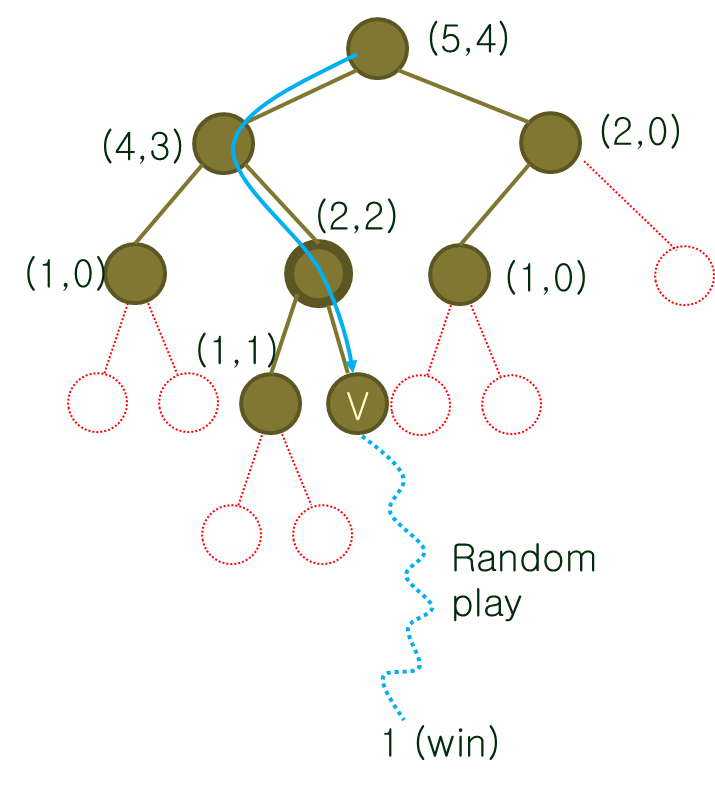 (5,4)
(4,3)
(2,0)
(2,2)
(1,0)
(1,0)
(1,1)
V
Random
play
1 (win)